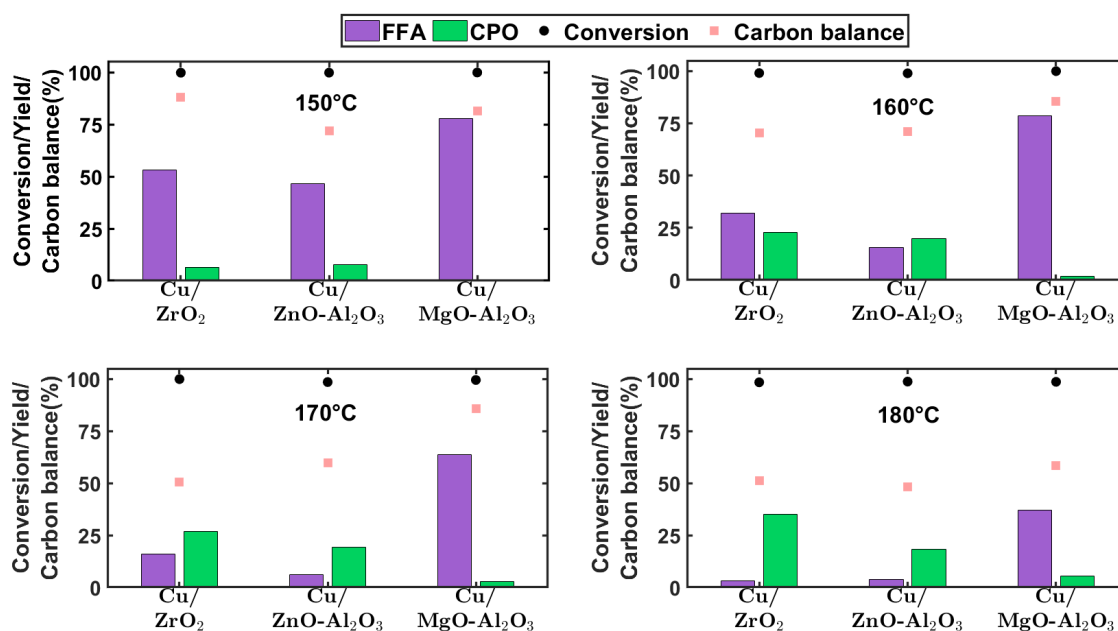 FFA CPO Conversion Carbon balance
Conversion/Yield/
Carbon balance(%)
100
75
50
25
0
150°C
Cu/
ZrO₂
Cu/
ZnO-Al₂O₃
Cu/
MgO-Al₂O₃
Conversion/Yield/
Carbon balance(%)
100
75
50
25
0
160°C
Cu/
ZrO₂
Cu/
ZnO-Al₂O₃
Cu/
MgO-Al₂O₃
Conversion/Yield/
Carbon balance(%)
100
75
50
25
0
170°C
Cu/
ZrO₂
Cu/
ZnO-Al₂O₃
Cu/
MgO-Al₂O₃
Conversion/Yield/
Carbon balance(%)
100
75
50
25
0
180°C
Cu/
ZrO₂
Cu/
ZnO-Al₂O₃
Cu/
MgO-Al₂O₃